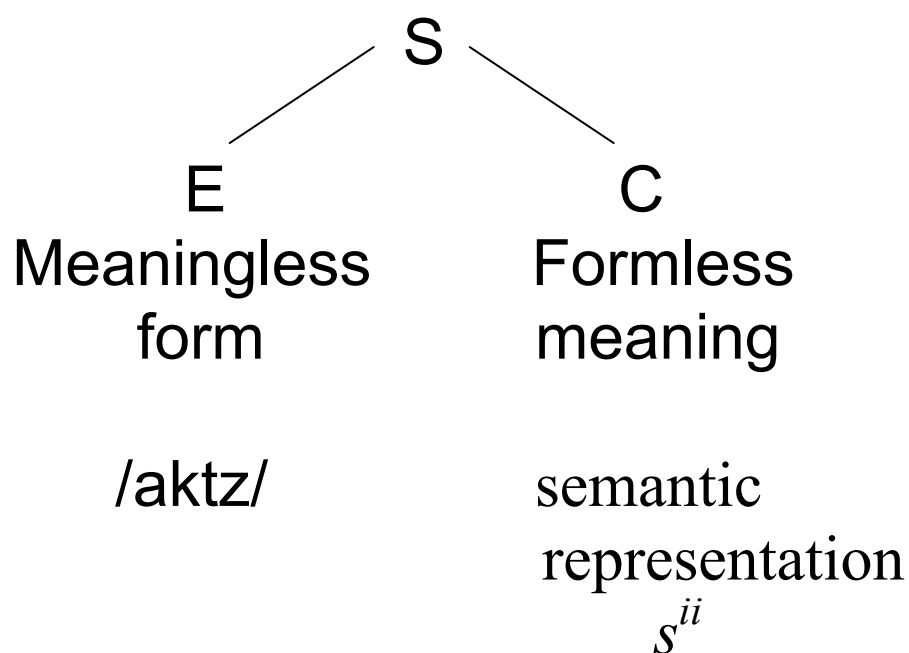 S
E
C
Meaningless
form
Formless
meaning
/aktz/
semantic
representation
s^{ii}